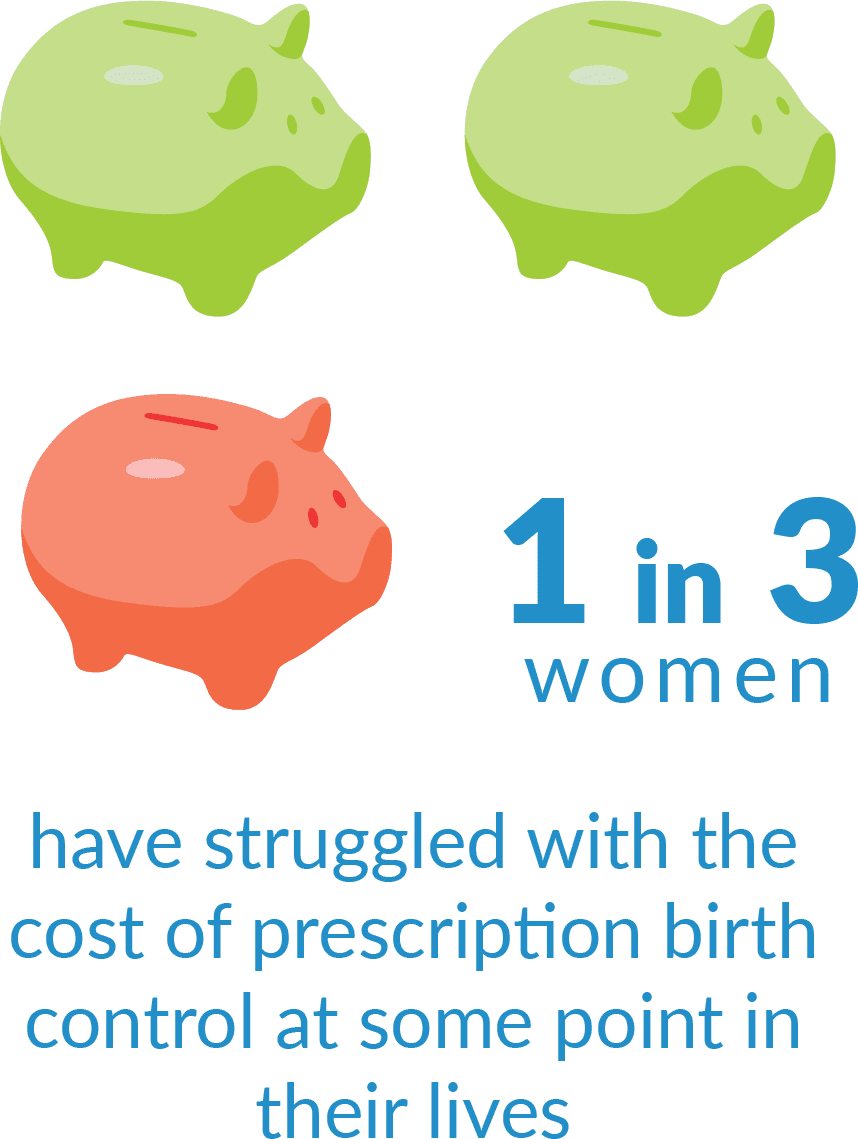 1 in 3
women
have struggled with the
cost of prescription birth
control at some point in
their lives